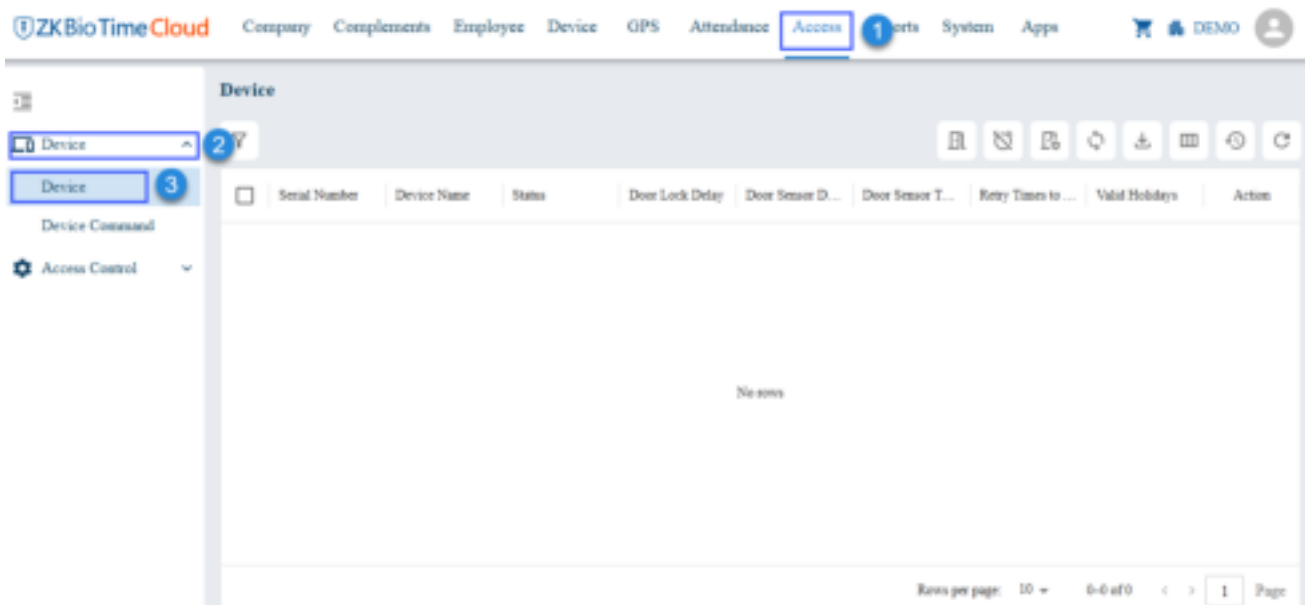 ZKBioTime Cloud Company Complements Employee Device GPS Attendance Access 1 orts System Apps DEMO
Device
Device 2
Device 3
Serial Number Device Name Status Door Lock Delay Door Sensor D... Door Sensor T... Retry Times to ... Valid Holidays Action
Device Command
Access Control
No rows
Rows per page: 10 0-0 of 0 < > 1 Page